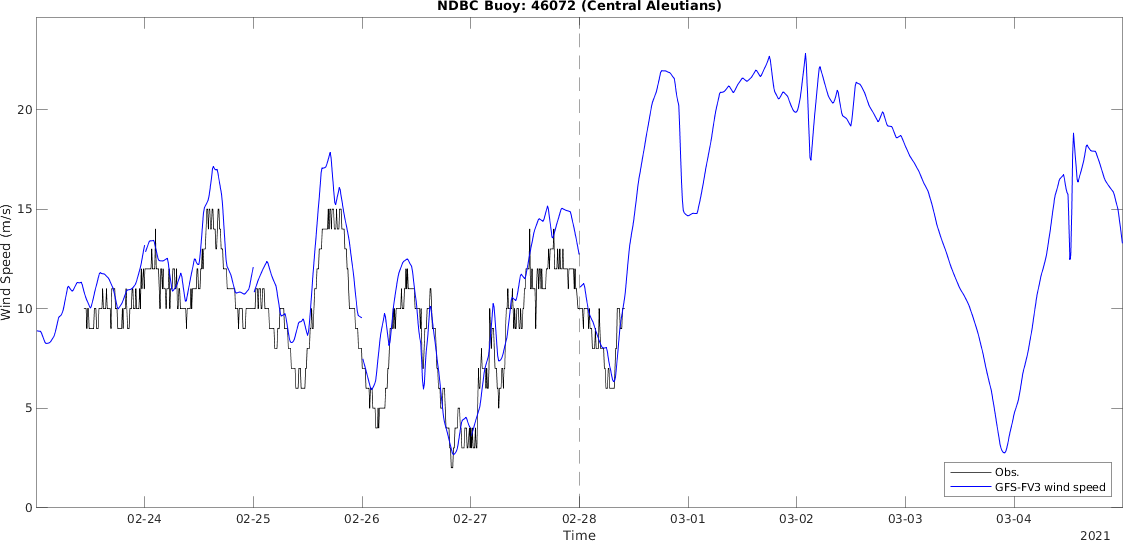 NDBC Buoy: 46072 (Central Aleutians)
Wind Speed (m/s)
20
15
10
5
0
02-24 02-25 02-26 02-27 02-28 03-01 03-02 03-03 03-04
Time
2021
Obs.
GFS-FV3 wind speed